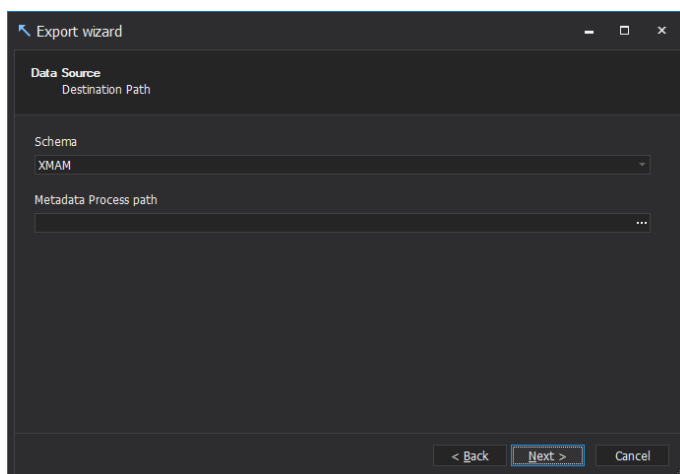 Export wizard
Data Source
Destination Path
Schema
XMAM
Metadata Process path
...
< Back
Next >
Cancel